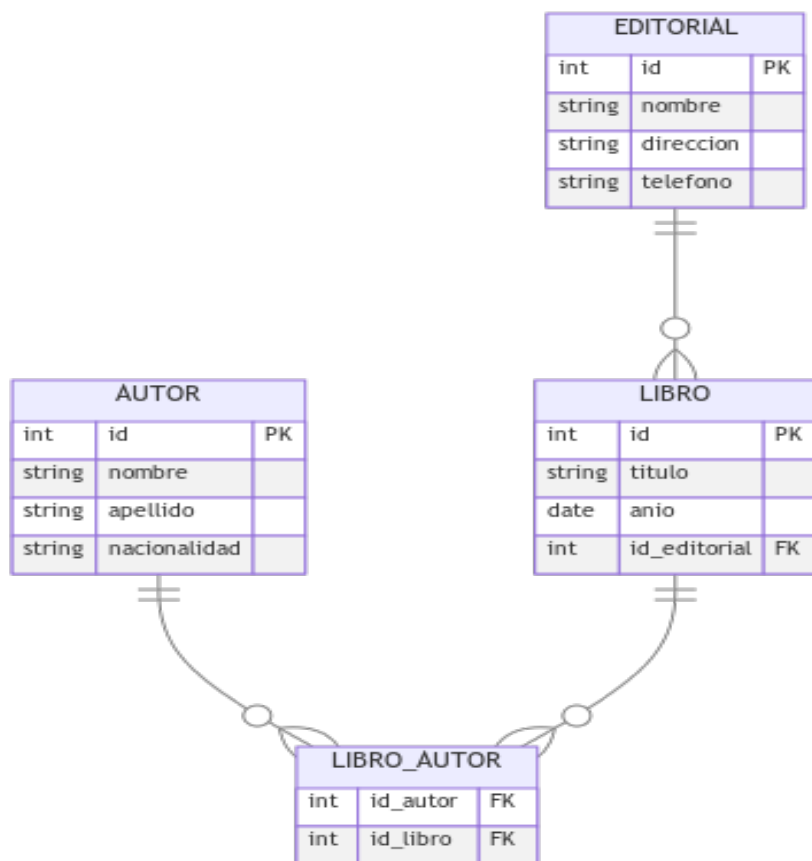 EDITORIAL
int id PK
string nombre
string direccion
string telefono
AUTOR
int id PK
string nombre
string apellido
string nacionalidad
LIBRO
int id PK
string titulo
date anio
int id_editorial FK
LIBRO_AUTOR
int id_autor FK
int id_libro FK